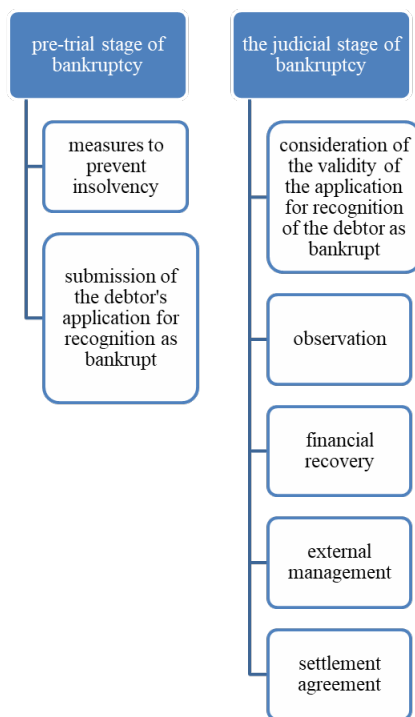 pre-trial stage of
bankruptcy
measures to
prevent
insolvency
submission of
the debtor's
application for
recognition as
bankrupt
the judicial stage of
bankruptcy
consideration of
the validity of
the application
for recognition
of the debtor as
bankrupt
observation
financial
recovery
external
management
settlement
agreement